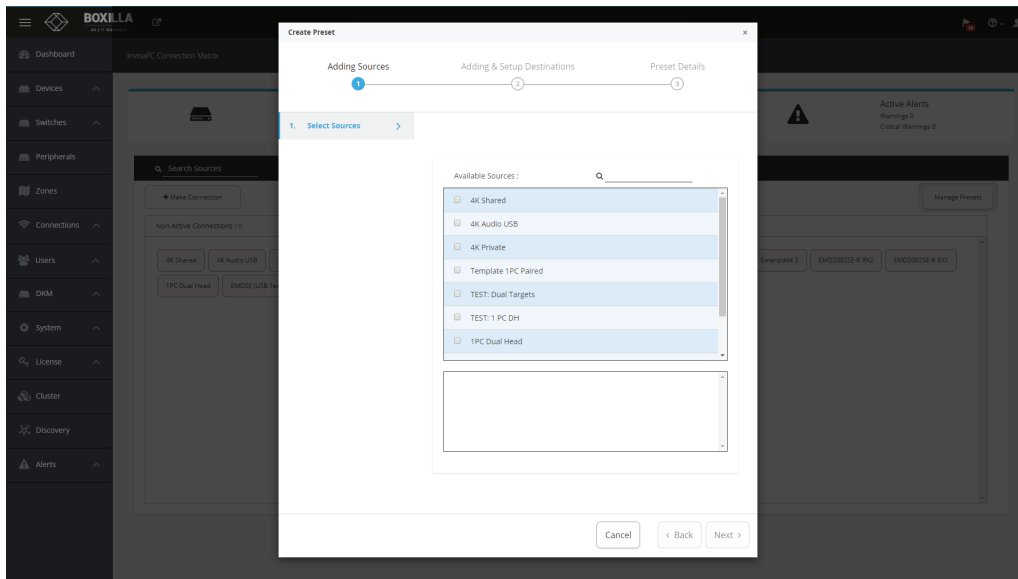 BOXILLA
Create Preset
×
Dashboard
InvisaPC Connection Matrix
Adding Sources
Adding & Setup Destinations
Preset Details
1
2
3
Devices
Active Alerts
Warnings 0
Critical Warnings 0
Switches
1. Select Sources
Peripherals
Search Sources
Available Sources :
Zones
Make Connection
Manage Presets
4K Shared
4K Audio USB
4K Private
Template 1PC Paired
TEST: Dual Targets
TEST: 1 PC DH
1PC Dual Head
Connections
Non-Active Connections : 0
Users
4K Shared
4K Audio USB
Emerald4K 2
EMD2002SE-R RX2
EMD2002SE-R RX1
DKM
1PC Dual Head
System
License
Cluster
Discovery
Alerts
Cancel
< Back
Next >